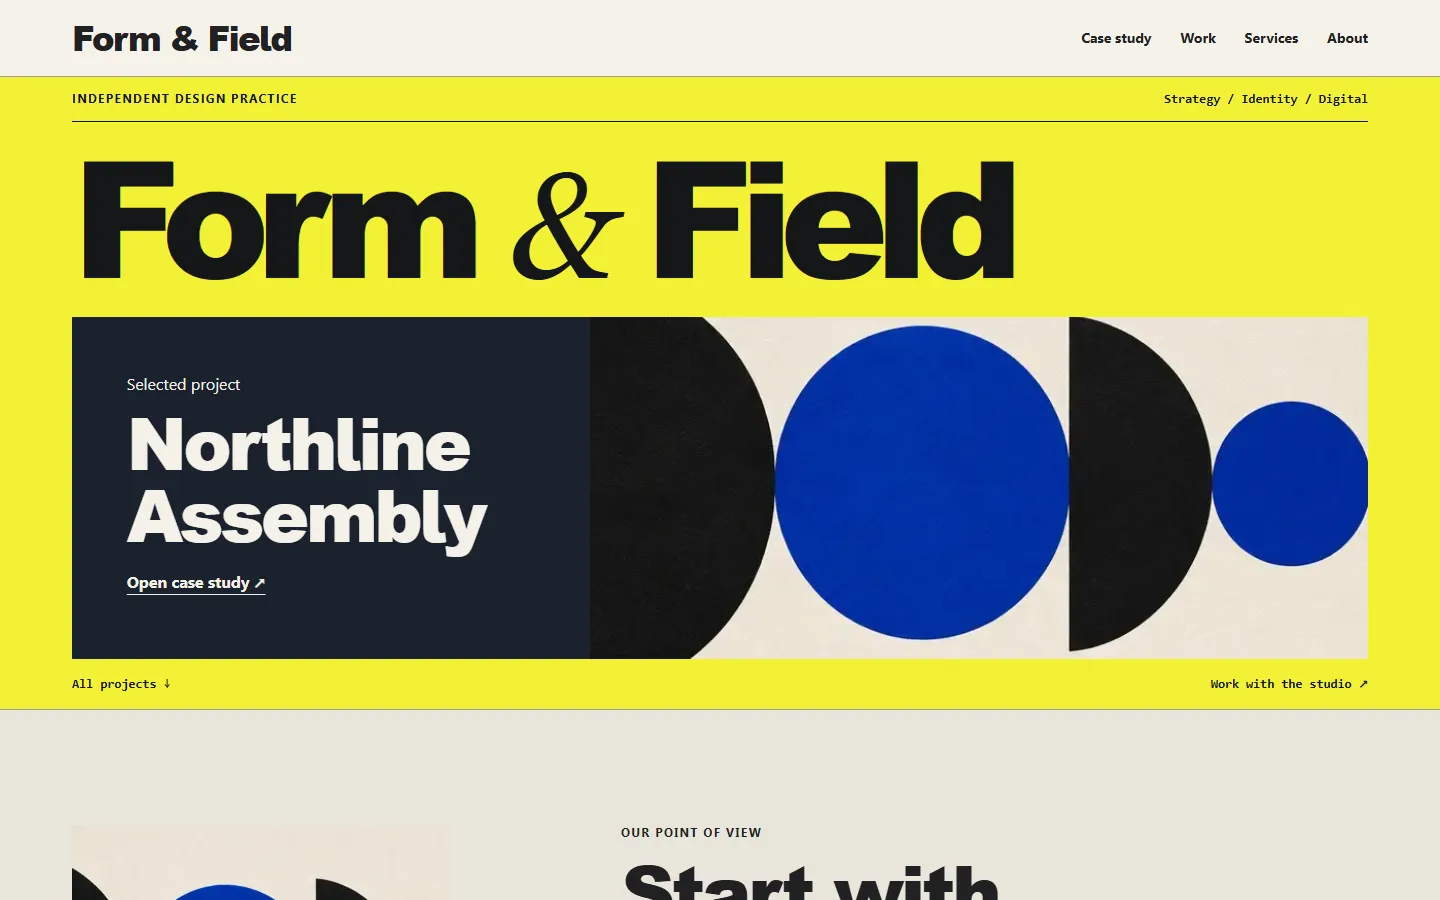 Form & Field
Case study Work Services About
INDEPENDENT DESIGN PRACTICE
Strategy / Identity / Digital
Form & Field
Selected project
Northline
Assembly
Open case study ↗
All projects ↓
Work with the studio ↗
OUR POINT OF VIEW
Start with